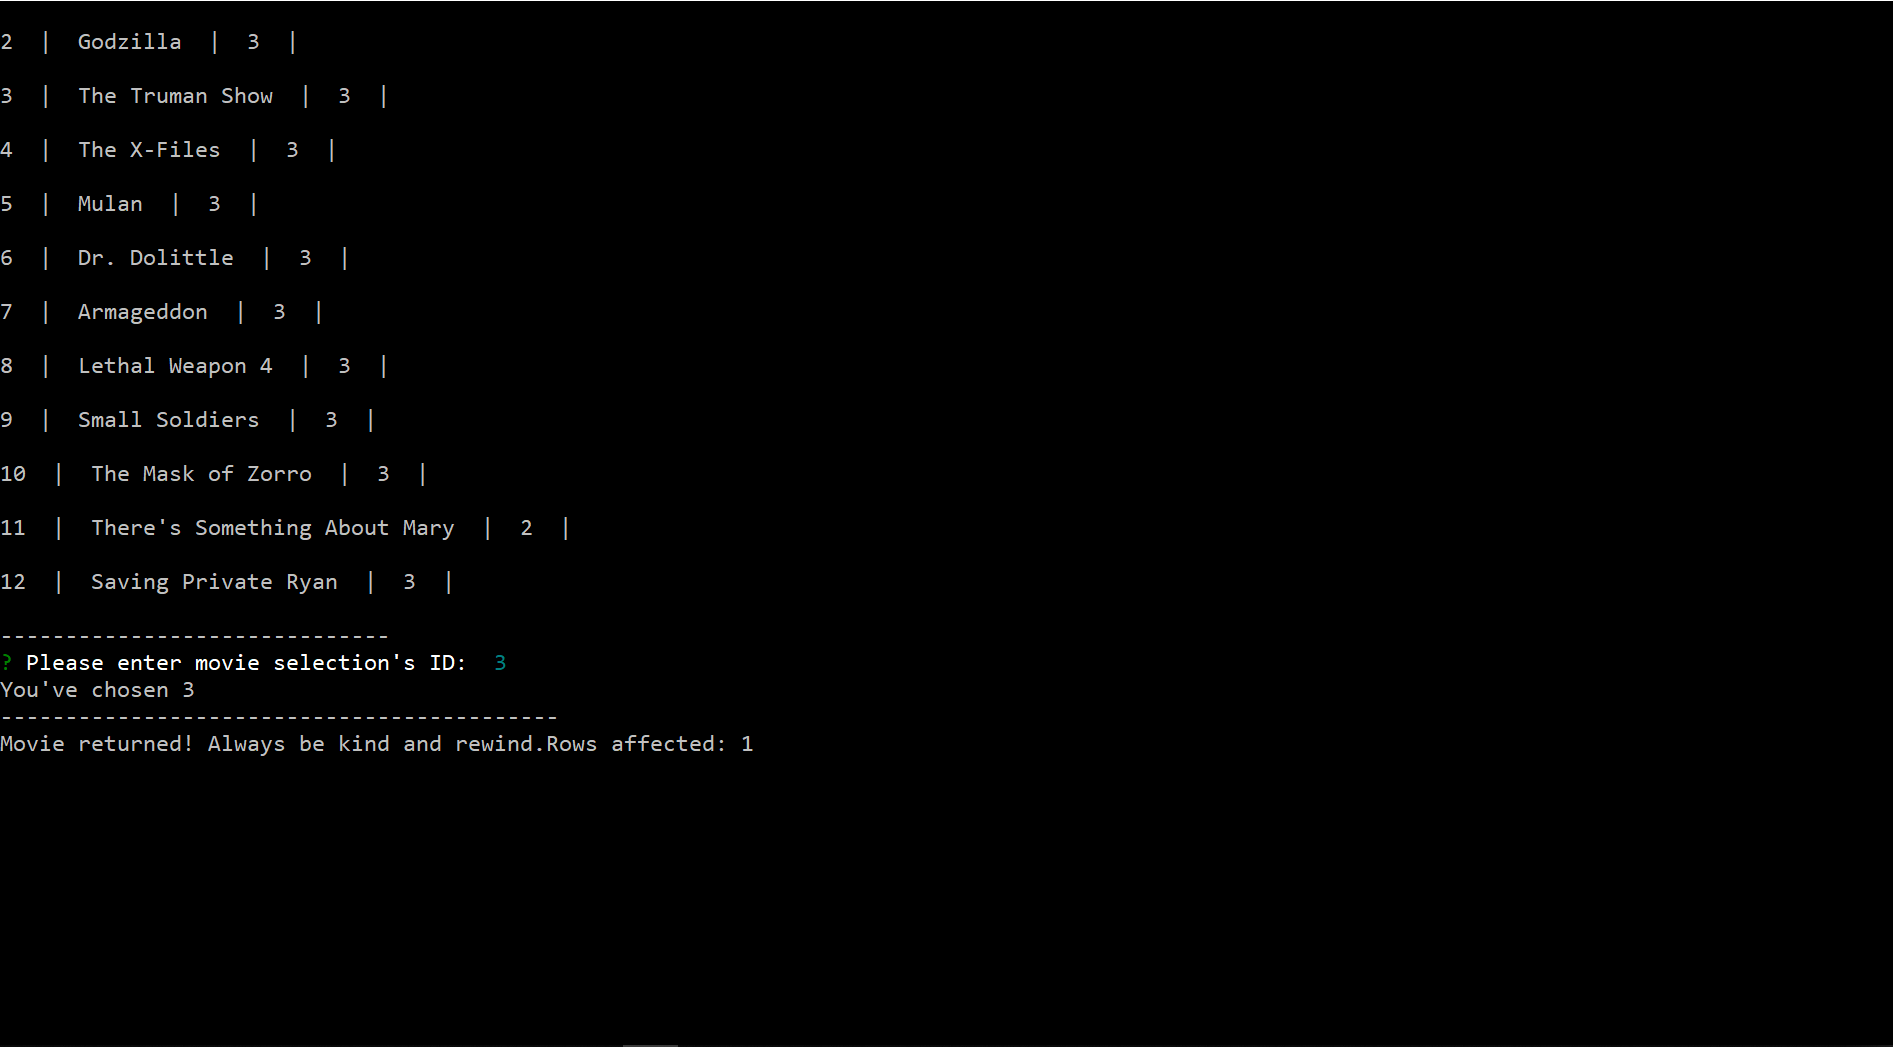 2  |  Godzilla  |  3  |
3  |  The Truman Show  |  3  |
4  |  The X-Files  |  3  |
5  |  Mulan  |  3  |
6  |  Dr. Dolittle  |  3  |
7  |  Armageddon  |  3  |
8  |  Lethal Weapon 4  |  3  |
9  |  Small Soldiers  |  3  |
10  |  The Mask of Zorro  |  3  |
11  |  There's Something About Mary  |  2  |
12  |  Saving Private Ryan  |  3  |
------------------------------
? Please enter movie selection's ID:  3
You've chosen 3
-------------------------------------------
Movie returned! Always be kind and rewind.Rows affected: 1